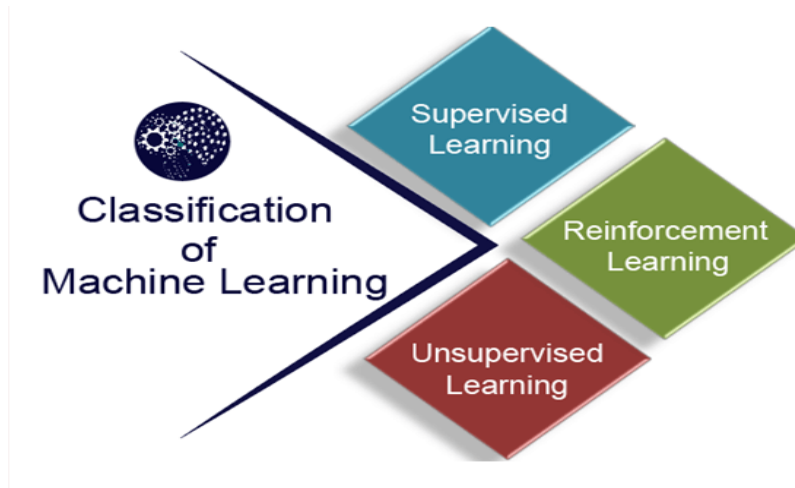 Classification
of
Machine Learning
Supervised
Learning
Reinforcement
Learning
Unsupervised
Learning